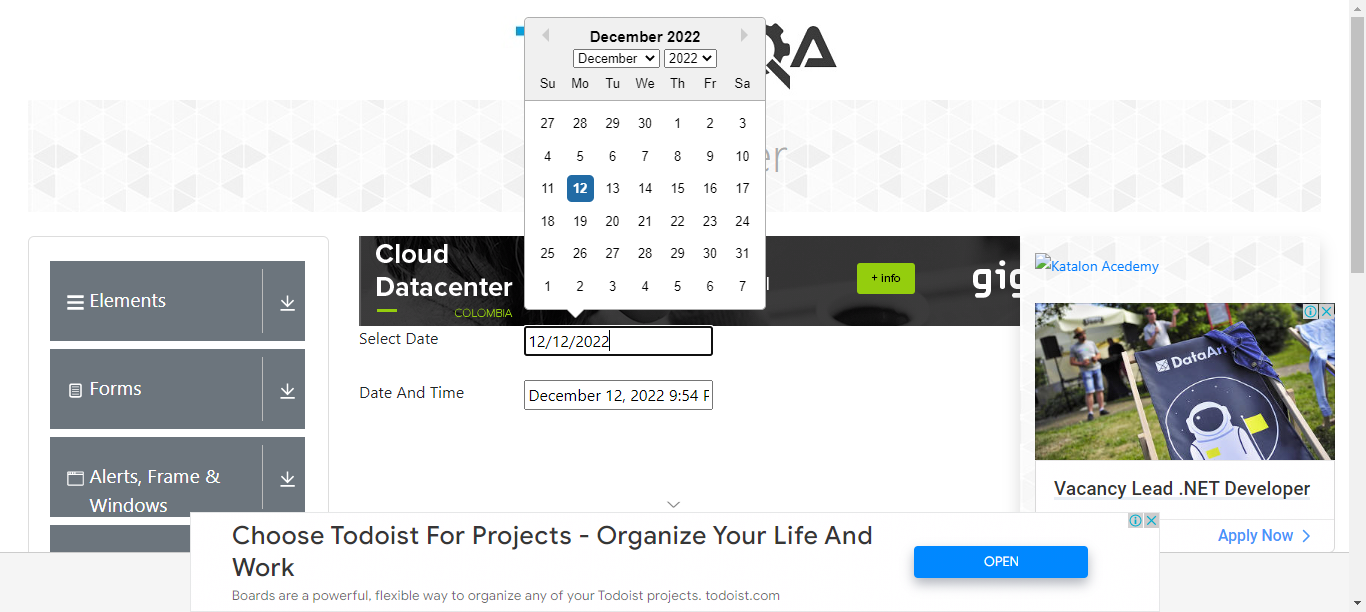 December 2022
December 2022
Su Mo Tu We Th Fr Sa
27 28 29 30 1 2 3
4 5 6 7 8 9 10
11 12 13 14 15 16 17
18 19 20 21 22 23 24
25 26 27 28 29 30 31
1 2 3 4 5 6 7
Elements
Forms
Alerts, Frame &
Windows
Cloud
Datacenter
COLOMBIA
+ info
Select Date
12/12/2022
Date And Time
December 12, 2022 9:54
Katalon Acedemy
DataArt
Vacancy Lead .NET Developer
Apply Now
Choose Todoist For Projects - Organize Your Life And
Work
Boards are a powerful, flexible way to organize any of your Todoist projects. todoist.com
OPEN